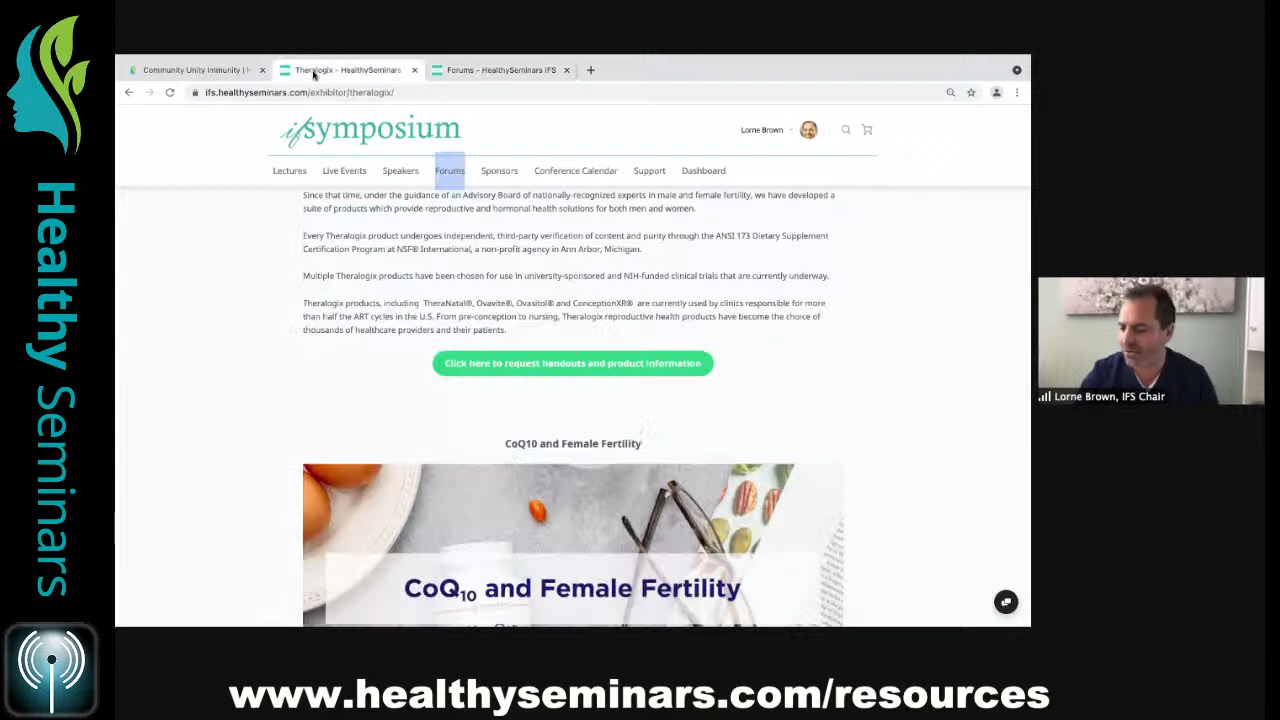 Healthy Seminars
Community Unity Immunity |
Theralogix - HealthySeminars
Forums - HealthySeminars IFS
ifs.healthyseminars.com/exhibitor/theralogix/
ifsymposium
Lorne Brown
Lectures
Live Events
Speakers
Forums
Sponsors
Conference Calendar
Support
Dashboard
Since that time, under the guidance of an Advisory Board of nationally-recognized experts in male and female fertility, we have developed a
suite of products which provide reproductive and hormonal health solutions for both men and women.
Every Theralogix product undergoes independent, third-party verification of content and purity through the ANSI 173 Dietary Supplement
Certification Program at NSF® International, a non-profit agency in Ann Arbor, Michigan.
Multiple Theralogix products have been chosen for use in university-sponsored and NIH-funded clinical trials that are currently underway.
Theralogix products, including TheraNatal®, Ovavite®, Ovasitol® and ConceptionXR® are currently used by clinics responsible for more
than half the ART cycles in the U.S. From pre-conception to nursing, Theralogix reproductive health products have become the choice of
thousands of healthcare providers and their patients.
Click here to request handouts and product information
CoQ10 and Female Fertility
CoQ10 and Female Fertility
Lorne Brown, IFS Chair
www.healthyseminars.com/resources